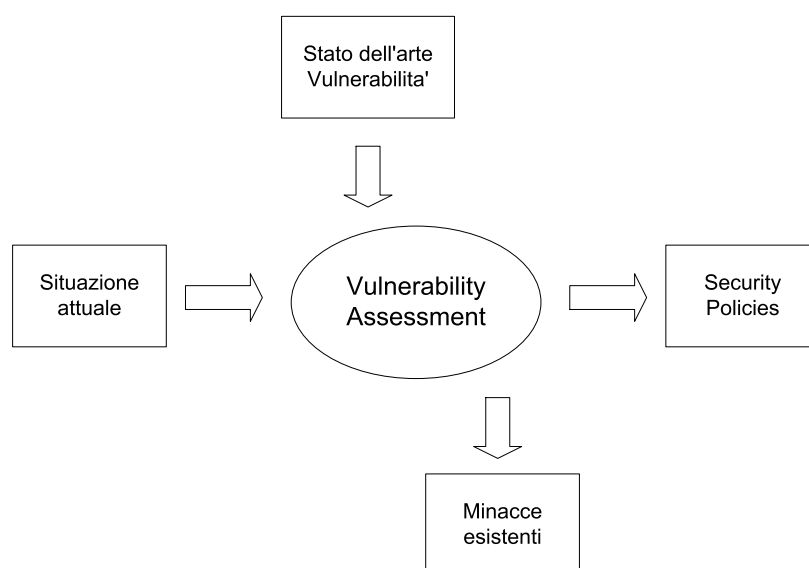 Stato dell'arte
Vulnerabilita'
Situazione
attuale
Vulnerability
Assessment
Security
Policies
Minacce
esistenti